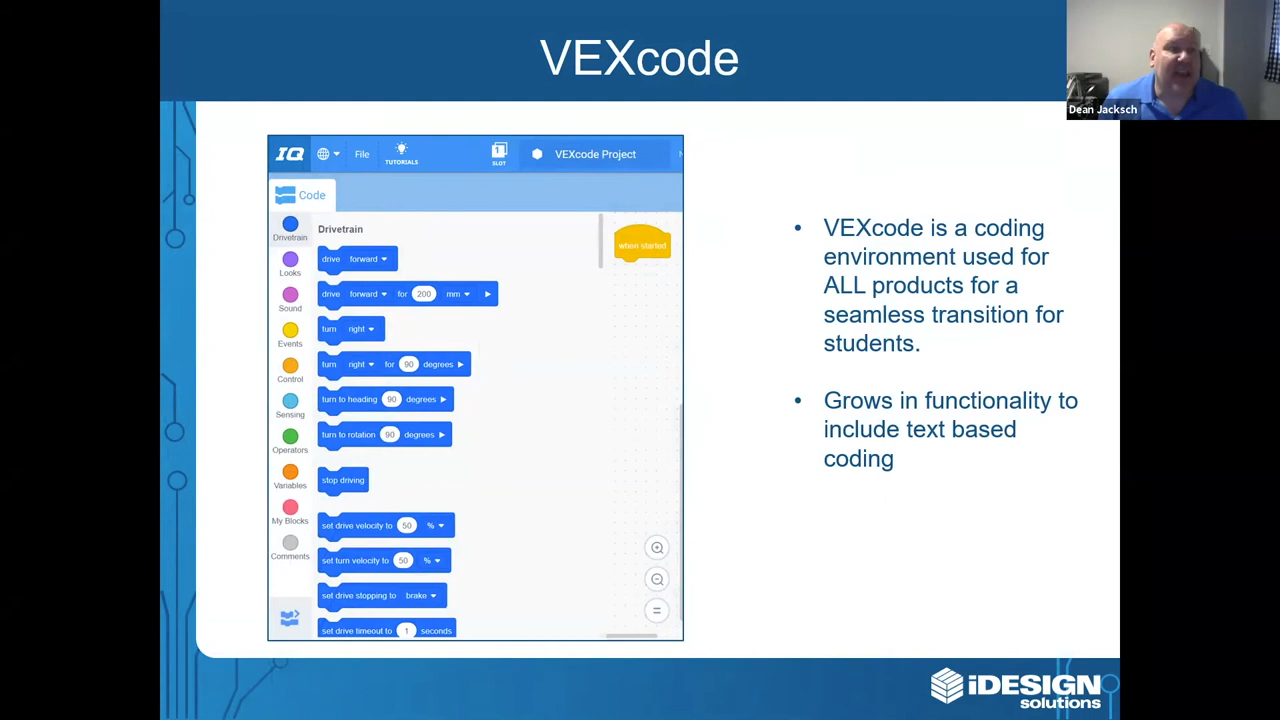 VEXcode
Dean Jacksch
IQ
File
TUTORIALS
1
SLOT
VEXcode Project
Code
Drivetrain
Looks
Sound
Events
Control
Sensing
Operators
Variables
My Blocks
Comments
Drivetrain
drive forward
drive forward for 200 mm
turn right
turn right for 90 degrees
turn to heading 90 degrees
turn to rotation 90 degrees
stop driving
set drive velocity to 50 %
set turn velocity to 50 %
set drive stopping to brake
set drive timeout to 1 seconds
when started
• VEXcode is a coding
environment used for
ALL products for a
seamless transition for
students.
• Grows in functionality to
include text based
coding
iDESIGN
solutions